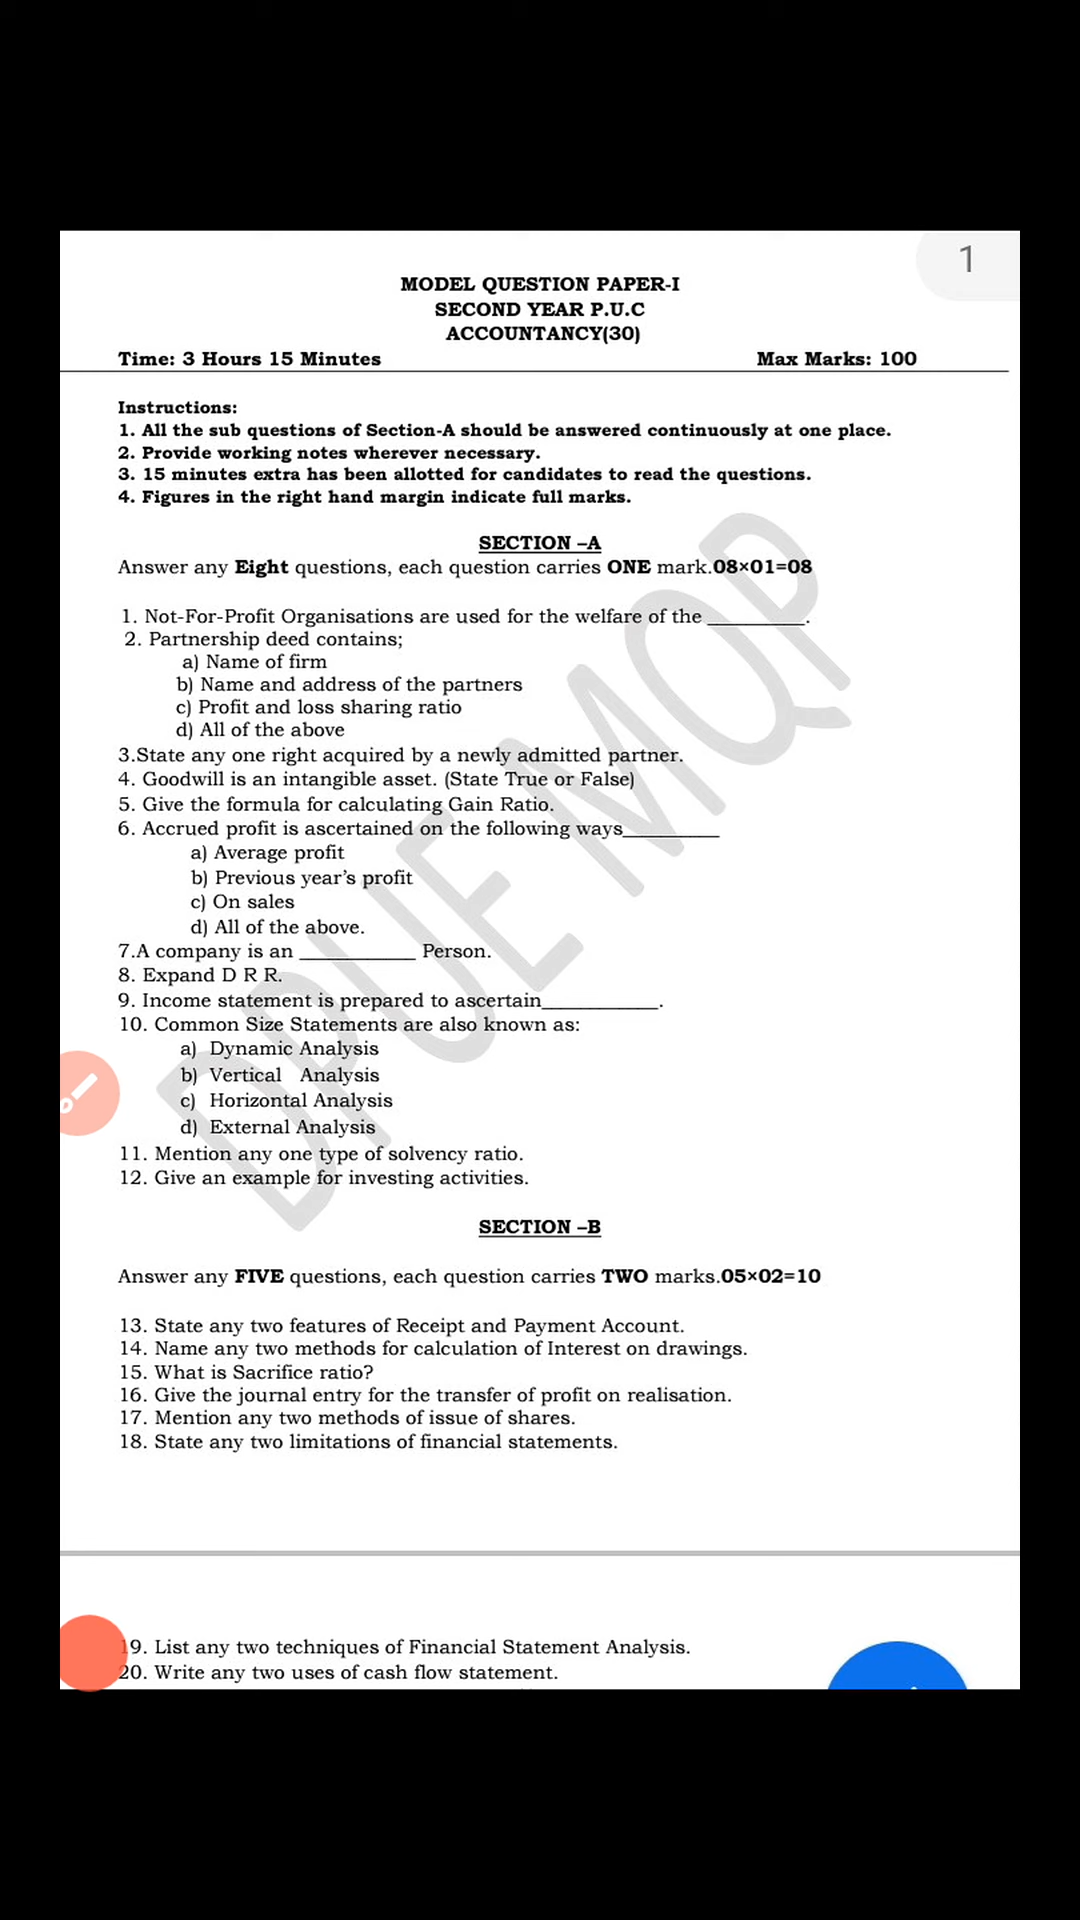 1
MODEL QUESTION PAPER-I
SECOND YEAR P.U.C
ACCOUNTANCY(30)
Time: 3 Hours 15 Minutes Max Marks: 100
Instructions:
1. All the sub questions of Section-A should be answered continuously at one place.
2. Provide working notes wherever necessary.
3. 15 minutes extra has been allotted for candidates to read the questions.
4. Figures in the right hand margin indicate full marks.
SECTION –A
Answer any Eight questions, each question carries ONE mark.08×01=08
1. Not-For-Profit Organisations are used for the welfare of the __________.
2. Partnership deed contains;
a) Name of firm
b) Name and address of the partners
c) Profit and loss sharing ratio
d) All of the above
3.State any one right acquired by a newly admitted partner.
4. Goodwill is an intangible asset. (State True or False)
5. Give the formula for calculating Gain Ratio.
6. Accrued profit is ascertained on the following ways__________
a) Average profit
b) Previous year’s profit
c) On sales
d) All of the above.
7.A company is an ____________ Person.
8. Expand D R R.
9. Income statement is prepared to ascertain____________.
10. Common Size Statements are also known as:
a) Dynamic Analysis
b) Vertical Analysis
c) Horizontal Analysis
d) External Analysis
11. Mention any one type of solvency ratio.
12. Give an example for investing activities.
DPUE MQP
SECTION –B
Answer any FIVE questions, each question carries TWO marks.05×02=10
13. State any two features of Receipt and Payment Account.
14. Name any two methods for calculation of Interest on drawings.
15. What is Sacrifice ratio?
16. Give the journal entry for the transfer of profit on realisation.
17. Mention any two methods of issue of shares.
18. State any two limitations of financial statements.
19. List any two techniques of Financial Statement Analysis.
20. Write any two uses of cash flow statement.